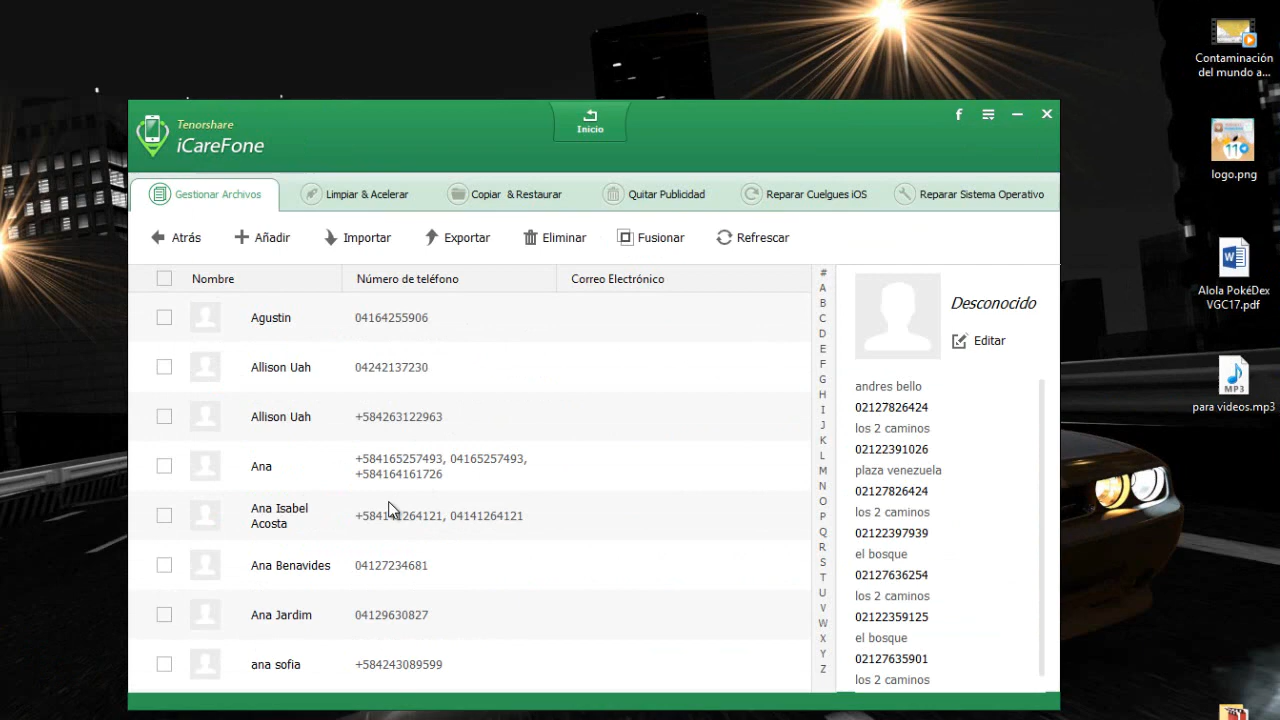 Contaminación
del mundo a...
Tenorshare
iCareFone
Inicio
f
11
logo.png
Gestionar Archivos
Limpiar & Acelerar
Copiar & Restaurar
Quitar Publicidad
Reparar Cuelgues iOS
Reparar Sistema Operativo
Atrás
Añadir
Importar
Exportar
Eliminar
Fusionar
Refrescar
Nombre
Número de teléfono
Correo Electrónico
Agustin
04164255906
Allison Uah
04242137230
Allison Uah
+584263122963
Ana
+584165257493, 04165257493,
+584164161726
Ana Isabel
Acosta
264121, 04141264121
Ana Benavides
04127234681
Ana Jardim
04129630827
ana sofia
+584243089599
#
A
B
C
D
E
F
G
H
I
J
K
L
M
N
O
P
Q
R
S
T
U
V
W
X
Y
Z
Desconocido
Editar
andres bello
02127826424
los 2 caminos
02122391026
plaza venezuela
02127826424
los 2 caminos
02122397939
el bosque
02127636254
los 2 caminos
02122359125
el bosque
02127635901
los 2 caminos
W
Alola PokéDex
VGC17.pdf
MP3
para videos.mp3